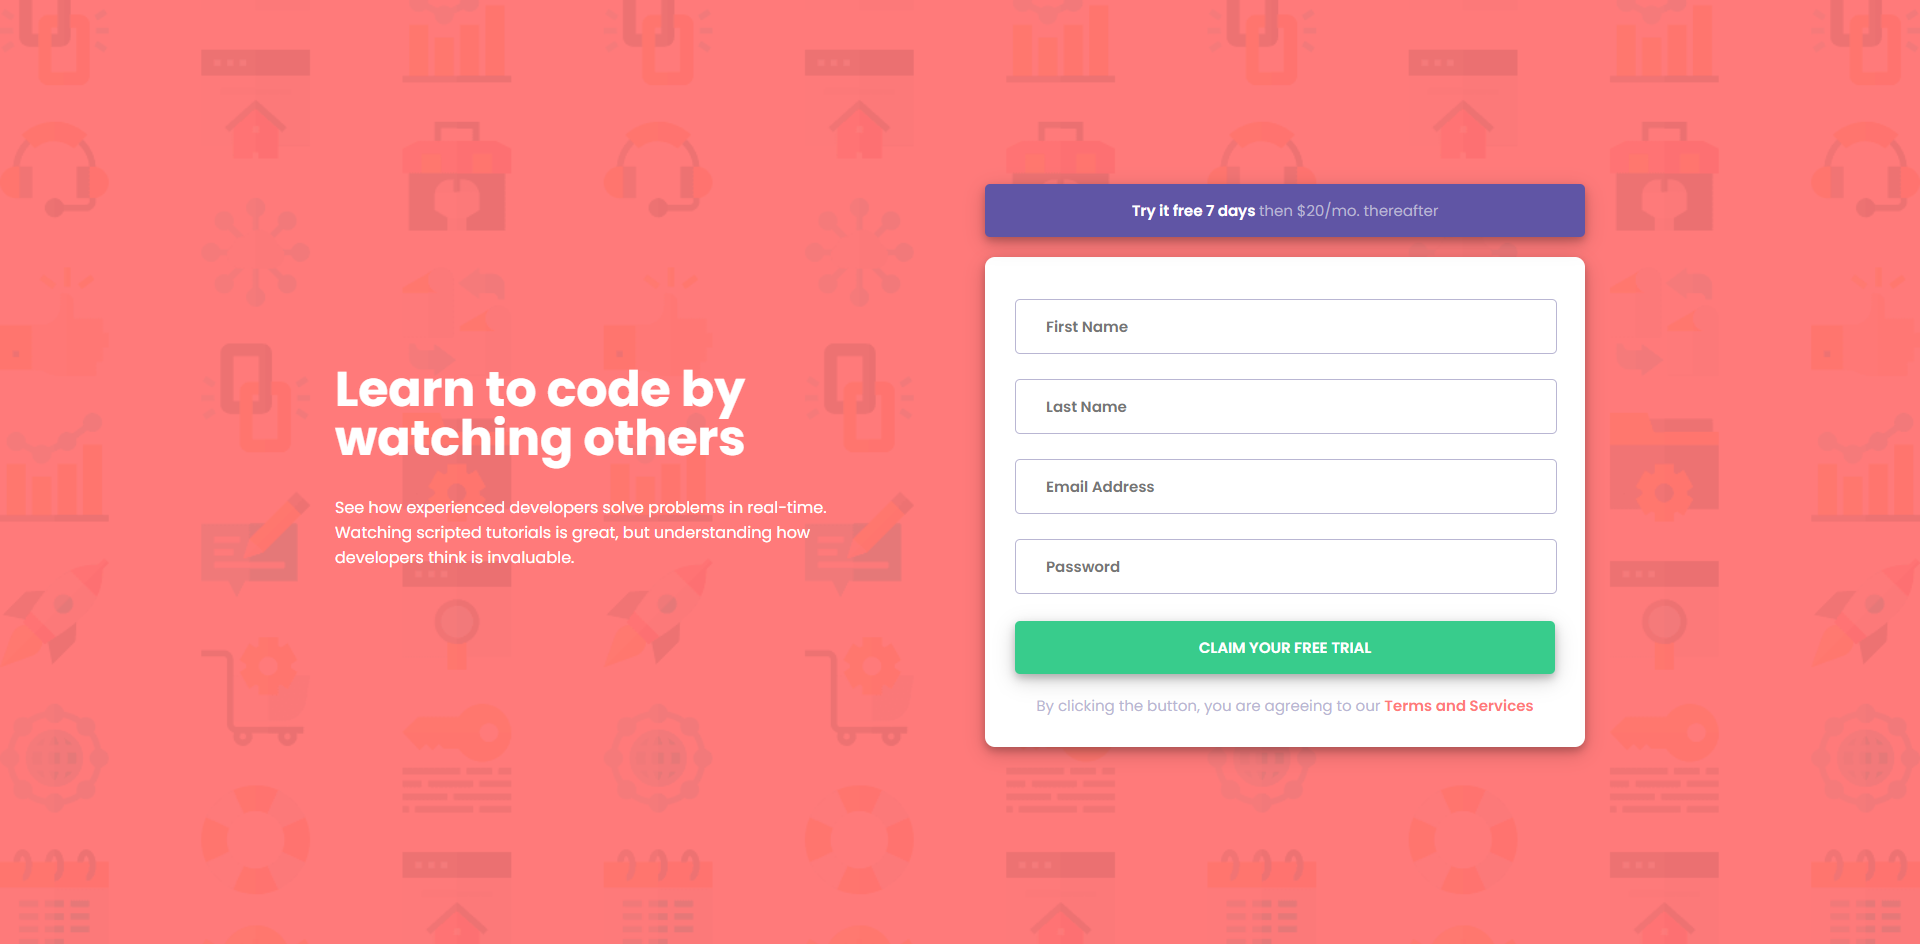 Learn to code by
watching others
See how experienced developers solve problems in real-time.
Watching scripted tutorials is great, but understanding how
developers think is invaluable.
Try it free 7 days then $20/mo. thereafter
First Name
Last Name
Email Address
Password
CLAIM YOUR FREE TRIAL
By clicking the button, you are agreeing to our Terms and Services